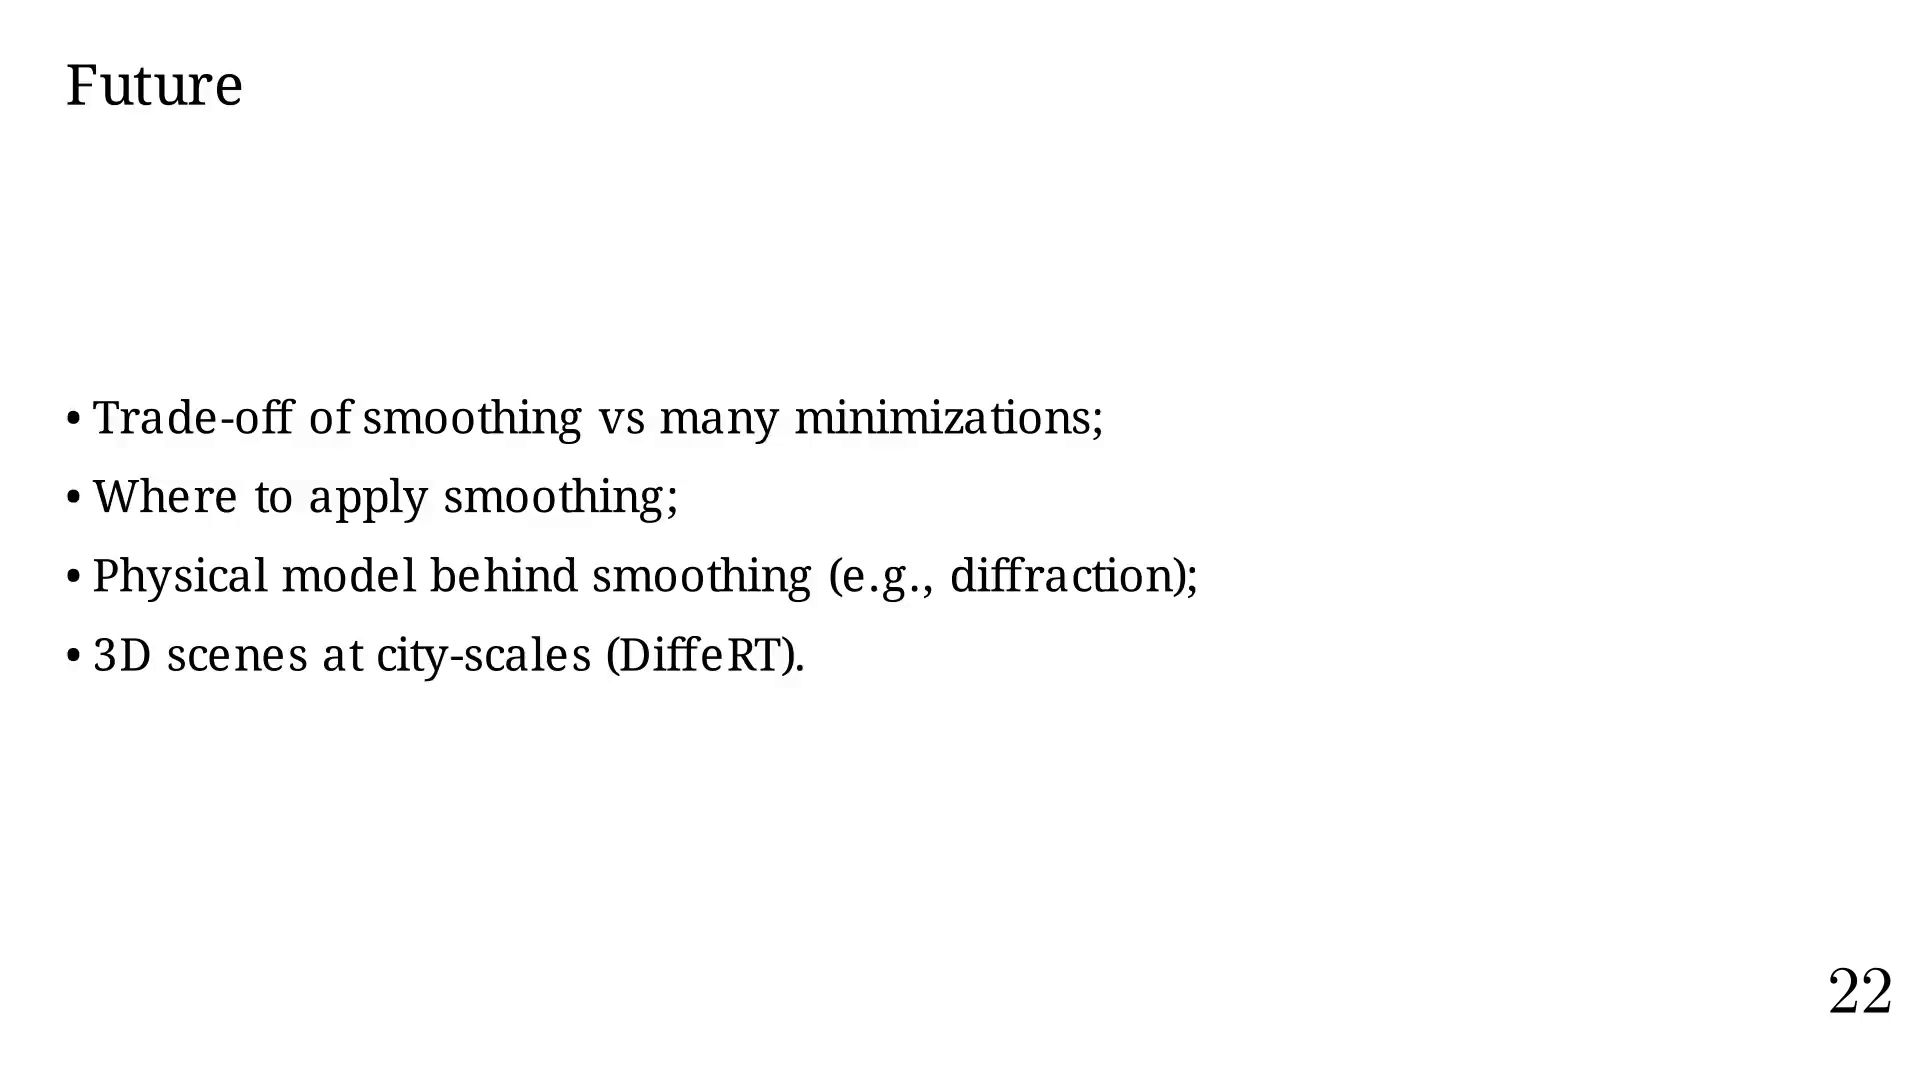 Future
• Trade-off of smoothing vs many minimizations;
• Where to apply smoothing;
• Physical model behind smoothing (e.g., diffraction);
• 3D scenes at city-scales (DiffeRT).
22